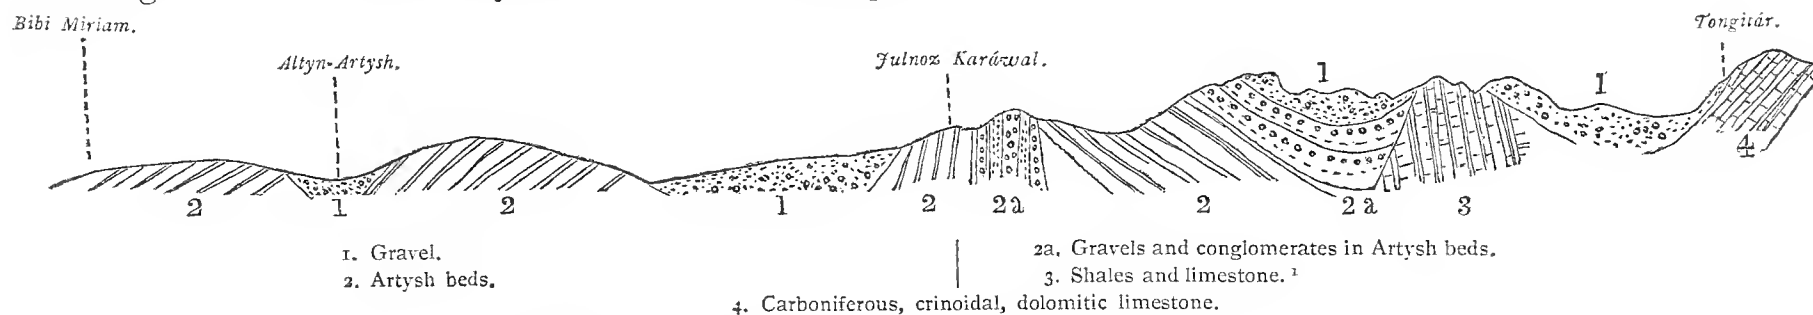 Bibi Miriam.
Tongitár.
Altyn-Artysh.
Julnoz Karáwal.
1
1
4
2
1
2
1
2
2a
2
2a
3
1. Gravel.
2a. Gravels and conglomerates in Artysh beds.
2. Artysh beds.
3. Shales and limestone. ¹
4. Carboniferous, crinoidal, dolomitic limestone.